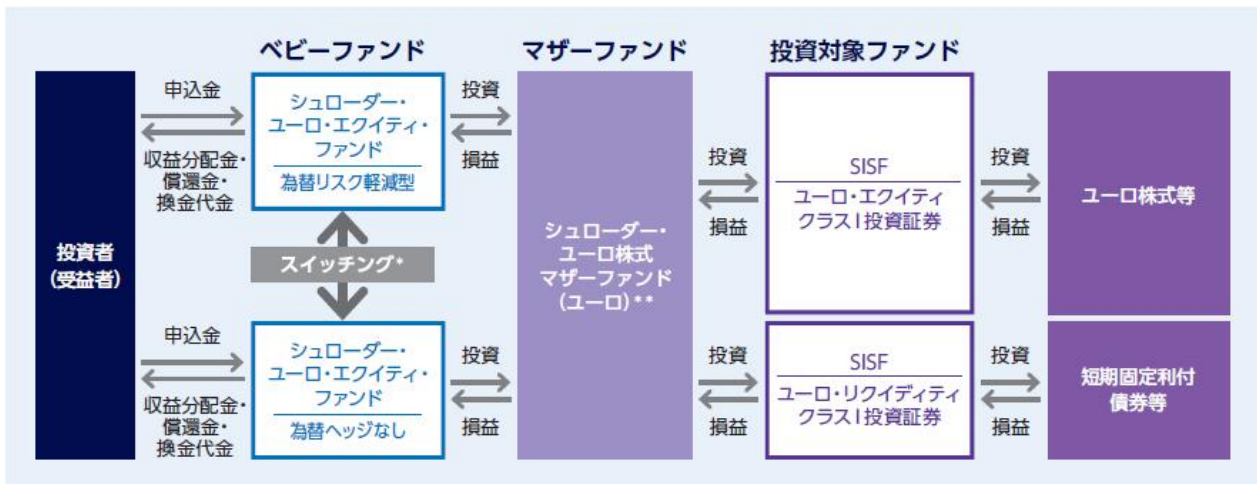 ベビーファンド
マザーファンド
投資対象ファンド
投資者
(受益者)
申込金
収益分配金・
償還金・
換金代金
シュローダー・
ユーロ・エクイティ・
ファンド
為替リスク軽減型
投資
損益
スイッチング*
申込金
収益分配金・
償還金・
換金代金
シュローダー・
ユーロ・エクイティ・
ファンド
為替ヘッジなし
投資
損益
シュローダー・
ユーロ株式
マザーファンド
(ユーロ)**
投資
損益
SISF
ユーロ・エクイティ
クラスI投資証券
投資
損益
ユーロ株式等
投資
損益
SISF
ユーロ・リクイディティ
クラスI投資証券
投資
損益
短期固定利付
債券等